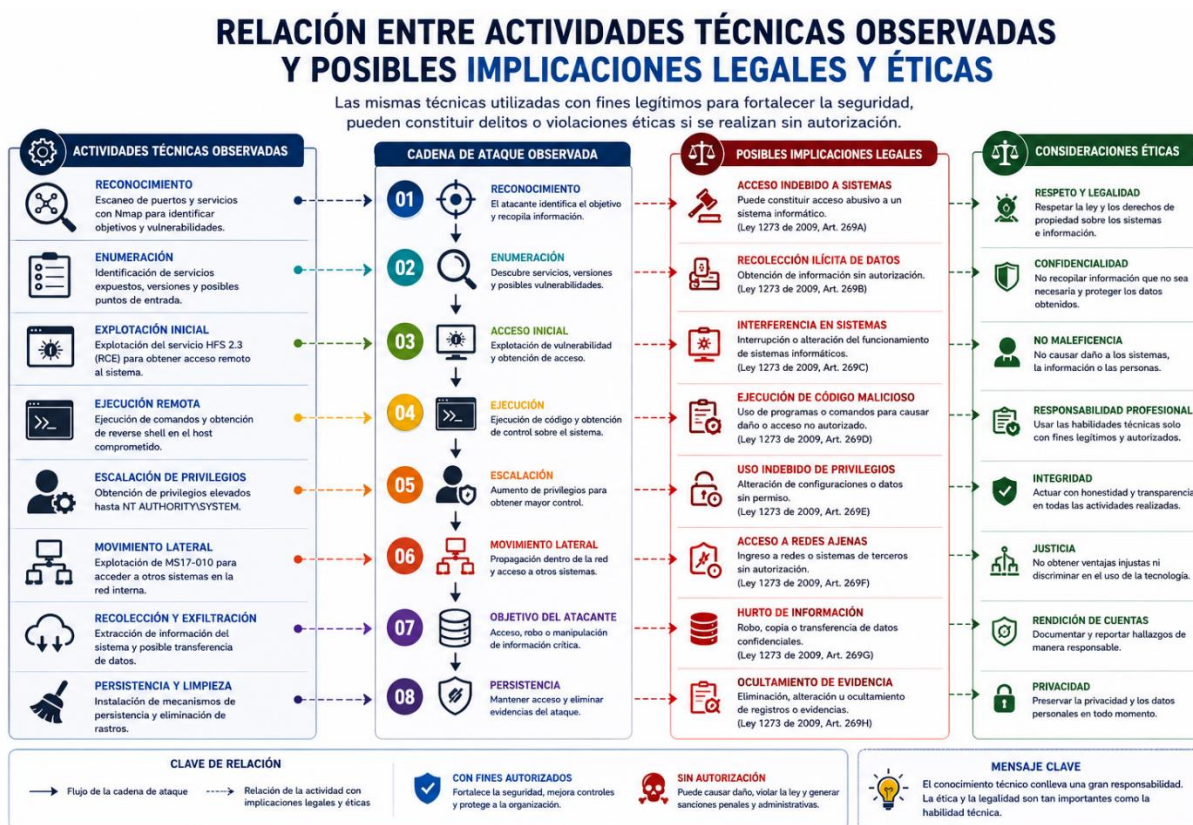 RELACIÓN ENTRE ACTIVIDADES TÉCNICAS OBSERVADAS
Y POSIBLES IMPLICACIONES LEGALES Y ÉTICAS
Las mismas técnicas utilizadas con fines legítimos para fortalecer la seguridad,
pueden constituir delitos o violaciones éticas si se realizan sin autorización.
ACTIVIDADES TÉCNICAS OBSERVADAS
RECONOCIMIENTO
Escaneo de puertos y servicios
con Nmap para identificar
objetivos y vulnerabilidades.
ENUMERACIÓN
Identificación de servicios
expuestos, versiones y posibles
puntos de entrada.
EXPLOTACIÓN INICIAL
Explotación del servicio HFS 2.3
(RCE) para obtener acceso remoto
al sistema.
EJECUCIÓN REMOTA
Ejecución de comandos y obtención
de reverse shell en el host
comprometido.
ESCALACIÓN DE PRIVILEGIOS
Obtención de privilegios elevados
hasta NT AUTHORITY\SYSTEM.
MOVIMIENTO LATERAL
Explotación de MS17-010 para
acceder a otros sistemas en la
red interna.
RECOLECCIÓN Y EXFILTRACIÓN
Extracción de información del
sistema y posible transferencia
de datos.
PERSISTENCIA Y LIMPIEZA
Instalación de mecanismos de
persistencia y eliminación de
rastros.
CADENA DE ATAQUE OBSERVADA
01
RECONOCIMIENTO
El atacante identifica el objetivo
y recopila información.
02
ENUMERACIÓN
Descubre servicios, versiones
y posibles vulnerabilidades.
03
ACCESO INICIAL
Explotación de vulnerabilidad
y obtención de acceso.
04
EJECUCIÓN
Ejecución de código y obtención
de control sobre el sistema.
05
ESCALACIÓN
Aumento de privilegios para
obtener mayor control.
06
MOVIMIENTO LATERAL
Propagación dentro de la red
y acceso a otros sistemas.
07
OBJETIVO DEL ATACANTE
Acceso, robo o manipulación
de información crítica.
08
PERSISTENCIA
Mantener acceso y eliminar
evidencias del ataque.
POSIBLES IMPLICACIONES LEGALES
ACCESO INDEBIDO A SISTEMAS
Puede constituir acceso abusivo a un
sistema informático.
(Ley 1273 de 2009, Art. 269A)
RECOLECCIÓN ILÍCITA DE DATOS
Obtención de información sin autorización.
(Ley 1273 de 2009, Art. 269B)
INTERFERENCIA EN SISTEMAS
Interrupción o alteración del funcionamiento
de sistemas informáticos.
(Ley 1273 de 2009, Art. 269C)
EJECUCIÓN DE CÓDIGO MALICIOSO
Uso de programas o comandos para causar
daño o acceso no autorizado.
(Ley 1273 de 2009, Art. 269D)
USO INDEBIDO DE PRIVILEGIOS
Alteración de configuraciones o datos
sin permiso.
(Ley 1273 de 2009, Art. 269E)
ACCESO A REDES AJENAS
Ingreso a redes o sistemas de terceros
sin autorización.
(Ley 1273 de 2009, Art. 269F)
HURTO DE INFORMACIÓN
Robo, copia o transferencia de datos
confidenciales.
(Ley 1273 de 2009, Art. 269G)
OCULTAMIENTO DE EVIDENCIA
Eliminación, alteración u ocultamiento
de registros o evidencias.
(Ley 1273 de 2009, Art. 269H)
CONSIDERACIONES ÉTICAS
RESPETO Y LEGALIDAD
Respetar la ley y los derechos de
propiedad sobre los sistemas
e información.
CONFIDENCIALIDAD
No recopilar información que no sea
necesaria y proteger los datos
obtenidos.
NO MALEFICENCIA
No causar daño a los sistemas,
la información o las personas.
RESPONSABILIDAD PROFESIONAL
Usar las habilidades técnicas solo
con fines legítimos y autorizados.
INTEGRIDAD
Actuar con honestidad y transparencia
en todas las actividades realizadas.
JUSTICIA
No obtener ventajas injustas ni
discriminar en el uso de la tecnología.
RENDICIÓN DE CUENTAS
Documentar y reportar hallazgos de
manera responsable.
PRIVACIDAD
Preservar la privacidad y los datos
personales en todo momento.
CLAVE DE RELACIÓN
Flujo de la cadena de ataque
Relación de la actividad con
implicaciones legales y éticas
CON FINES AUTORIZADOS
Fortalece la seguridad, mejora controles
y protege a la organización.
SIN AUTORIZACIÓN
Puede causar daño, violar la ley y generar
sanciones penales y administrativas.
MENSAJE CLAVE
El conocimiento técnico conlleva una gran responsabilidad.
La ética y la legalidad son tan importantes como la
habilidad técnica.